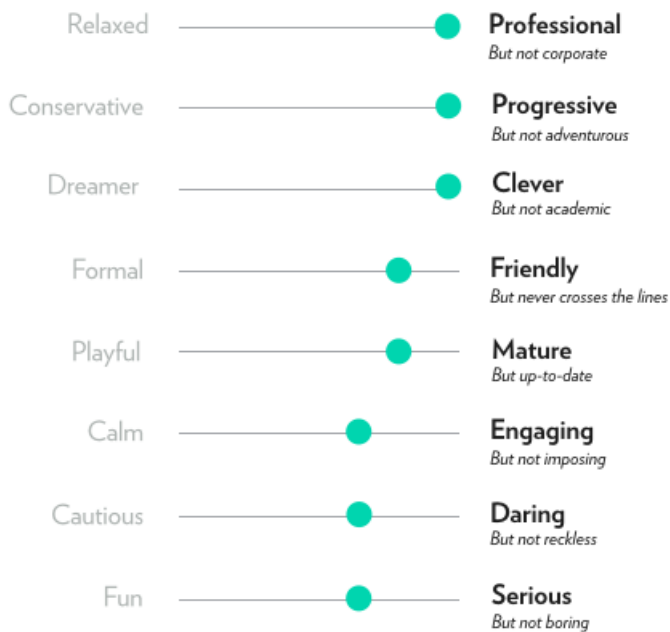 Relaxed Professional
But not corporate
Conservative Progressive
But not adventurous
Dreamer Clever
But not academic
Formal Friendly
But never crosses the lines
Playful Mature
But up-to-date
Calm Engaging
But not imposing
Cautious Daring
But not reckless
Fun Serious
But not boring